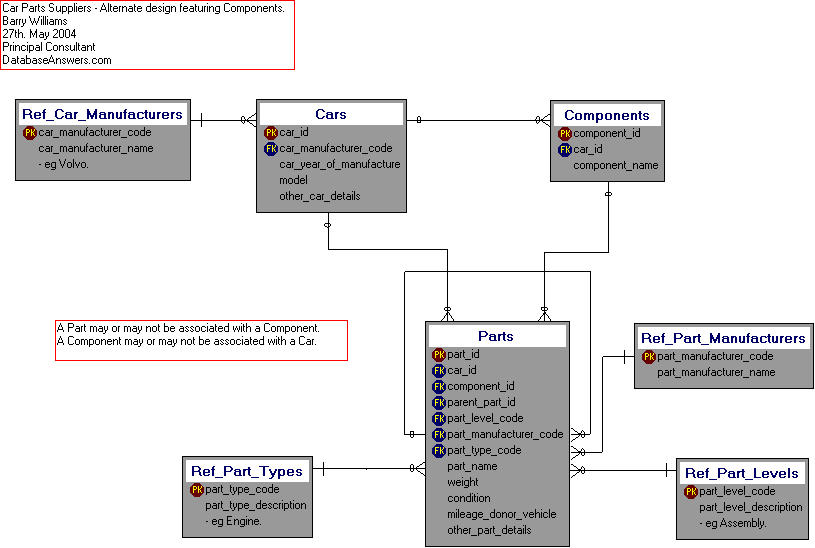 Car Parts Suppliers - Alternate design featuring Components.
Barry Williams
27th. May 2004
Principal Consultant
DatabaseAnswers.com
Ref_Car_Manufacturers
PK car_manufacturer_code
car_manufacturer_name
- eg Volvo.
Cars
PK car_id
FK car_manufacturer_code
car_year_of_manufacture
model
other_car_details
Components
PK component_id
FK car_id
component_name
A Part may or may not be associated with a Component.
A Component may or may not be associated with a Car.
Parts
PK part_id
FK car_id
FK component_id
FK parent_part_id
FK part_level_code
FK part_manufacturer_code
FK part_type_code
part_name
weight
condition
mileage_donor_vehicle
other_part_details
Ref_Part_Manufacturers
PK part_manufacturer_code
part_manufacturer_name
Ref_Part_Types
PK part_type_code
part_type_description
- eg Engine.
Ref_Part_Levels
PK part_level_code
part_level_description
- eg Assembly.